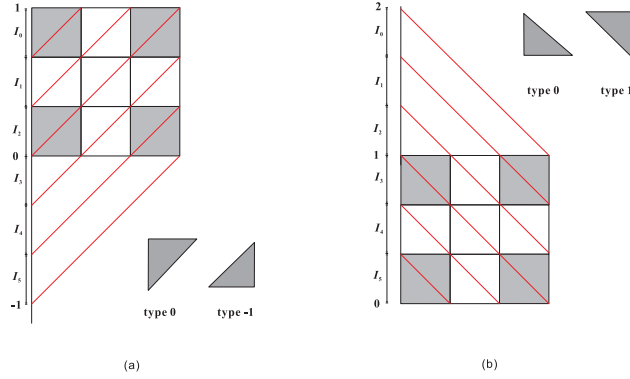 1
I₀
I₁
I₂
0
I₃
I₄
I₅
-1
type 0
type -1
(a)
2
I₀
I₁
I₂
1
I₃
I₄
I₅
0
type 0
type 1
(b)